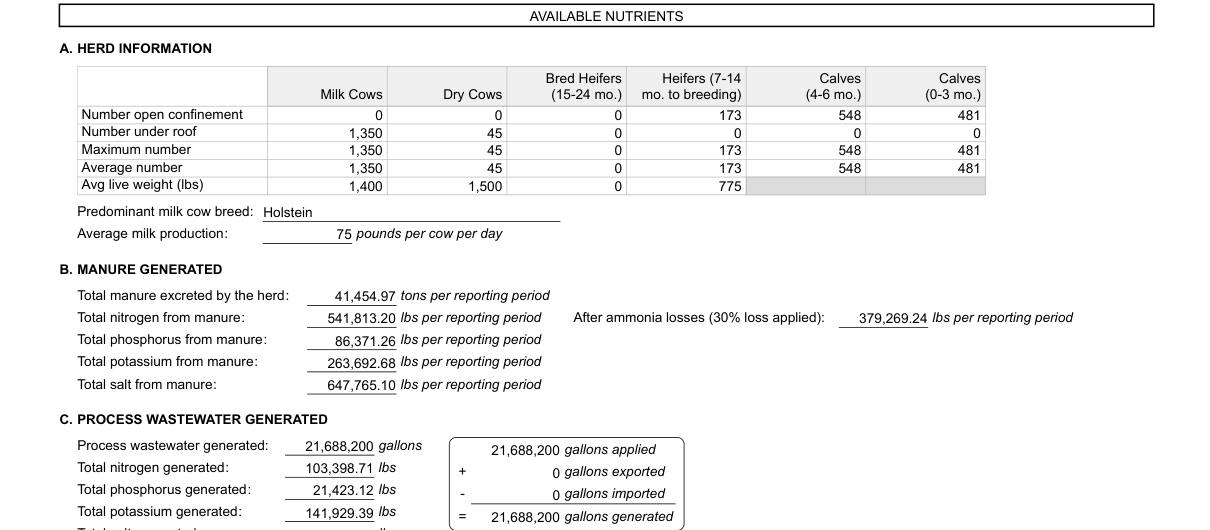 AVAILABLE NUTRIENTS
A. HERD INFORMATION
Milk Cows Dry Cows Bred Heifers (15-24 mo.) Heifers (7-14 mo. to breeding) Calves (4-6 mo.) Calves (0-3 mo.)
Number open confinement 0 0 0 173 548 481
Number under roof 1,350 45 0 0 0 0
Maximum number 1,350 45 0 173 548 481
Average number 1,350 45 0 173 548 481
Avg live weight (lbs) 1,400 1,500 0 775
Predominant milk cow breed: Holstein
Average milk production: 75 pounds per cow per day
B. MANURE GENERATED
Total manure excreted by the herd: 41,454.97 tons per reporting period
Total nitrogen from manure: 541,813.20 lbs per reporting period After ammonia losses (30% loss applied): 379,269.24 lbs per reporting period
Total phosphorus from manure: 86,371.26 lbs per reporting period
Total potassium from manure: 263,692.68 lbs per reporting period
Total salt from manure: 647,765.10 lbs per reporting period
C. PROCESS WASTEWATER GENERATED
Process wastewater generated: 21,688,200 gallons 21,688,200 gallons applied
Total nitrogen generated: 103,398.71 lbs + 0 gallons exported
Total phosphorus generated: 21,423.12 lbs - 0 gallons imported
Total potassium generated: 141,929.39 lbs = 21,688,200 gallons generated